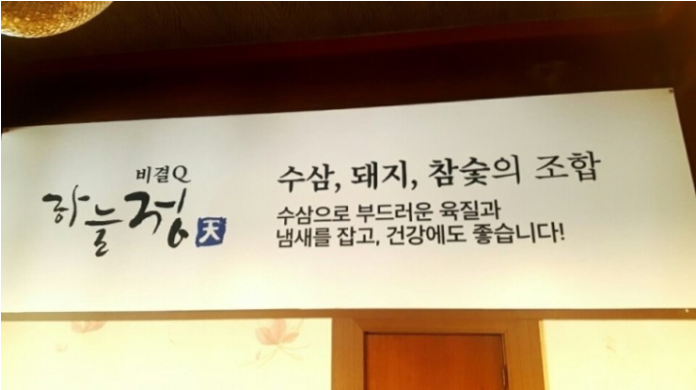 비결Q
하늘정
天
수삼, 돼지, 참숯의 조합
수삼으로 부드러운 육질과
냄새를 잡고, 건강에도 좋습니다!